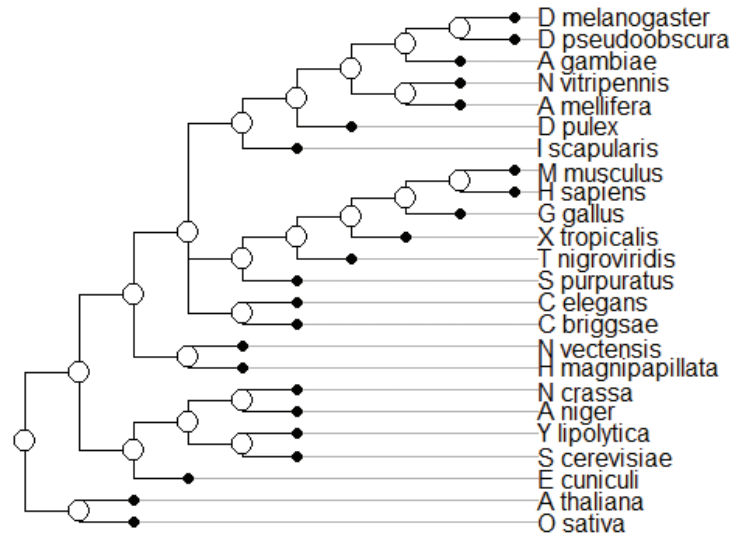 D melanogaster
D pseudoobscura
A gambiae
N vitripennis
A mellifera
D pulex
I scapularis
M musculus
H sapiens
G gallus
X tropicalis
T nigroviridis
S purpuratus
C elegans
C briggsae
N vectensis
H magnipapillata
N crassa
A niger
Y lipolytica
S cerevisiae
E cuniculi
A thaliana
O sativa